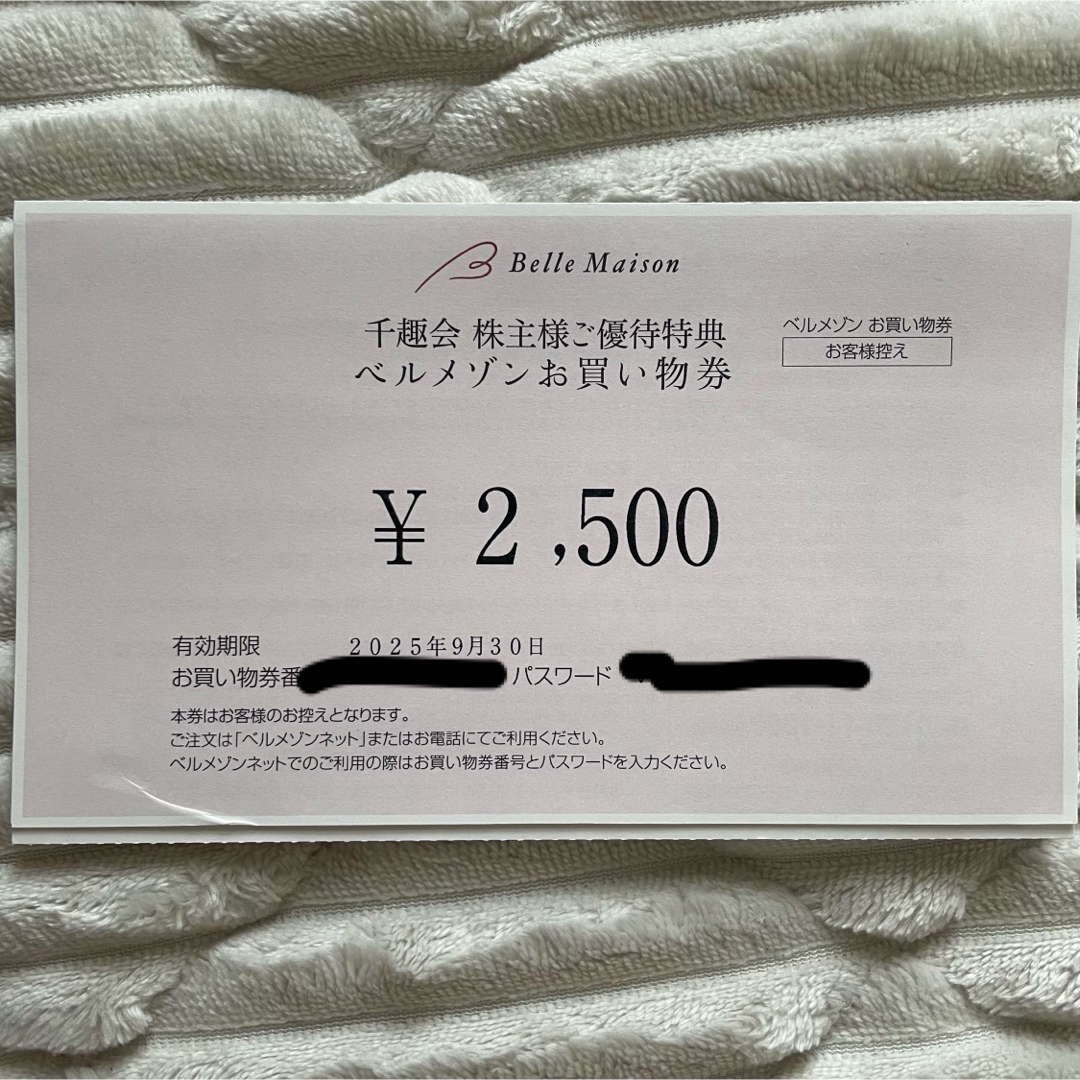 Belle Maison
千趣会 株主様ご優待特典
ベルメゾンお買い物券
ベルメゾン お買い物券
お客様控え
¥ 2,500
有効期限 2025年9月30日
お買い物券番 パスワード
本券はお客様のお控えとなります。
ご注文は「ベルメゾンネット」またはお電話にてご利用ください。
ベルメゾンネットでのご利用の際はお買い物券番号とパスワードを入力ください。